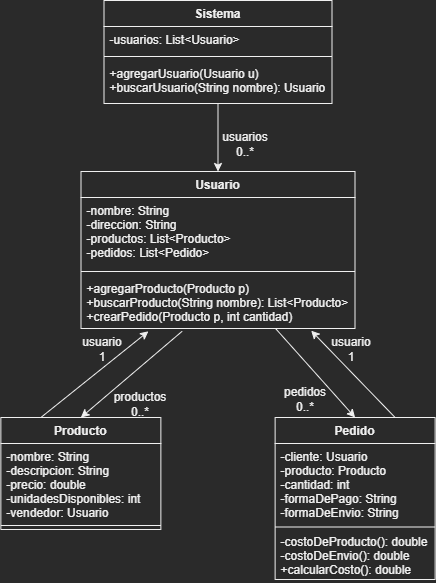 Sistema
-usuarios: List<Usuario>
+agregarUsuario(Usuario u)
+buscarUsuario(String nombre): Usuario
usuarios
0..*
Usuario
-nombre: String
-direccion: String
-productos: List<Producto>
-pedidos: List<Pedido>
+agregarProducto(Producto p)
+buscarProducto(String nombre): List<Producto>
+crearPedido(Producto p, int cantidad)
usuario
1
productos
0..*
pedidos
0..*
usuario
1
Producto
-nombre: String
-descripcion: String
-precio: double
-unidadesDisponibles: int
-vendedor: Usuario
Pedido
-cliente: Usuario
-producto: Producto
-cantidad: int
-formaDePago: String
-formaDeEnvio: String
-costoDeProducto(): double
-costoDeEnvio(): double
+calcularCosto(): double